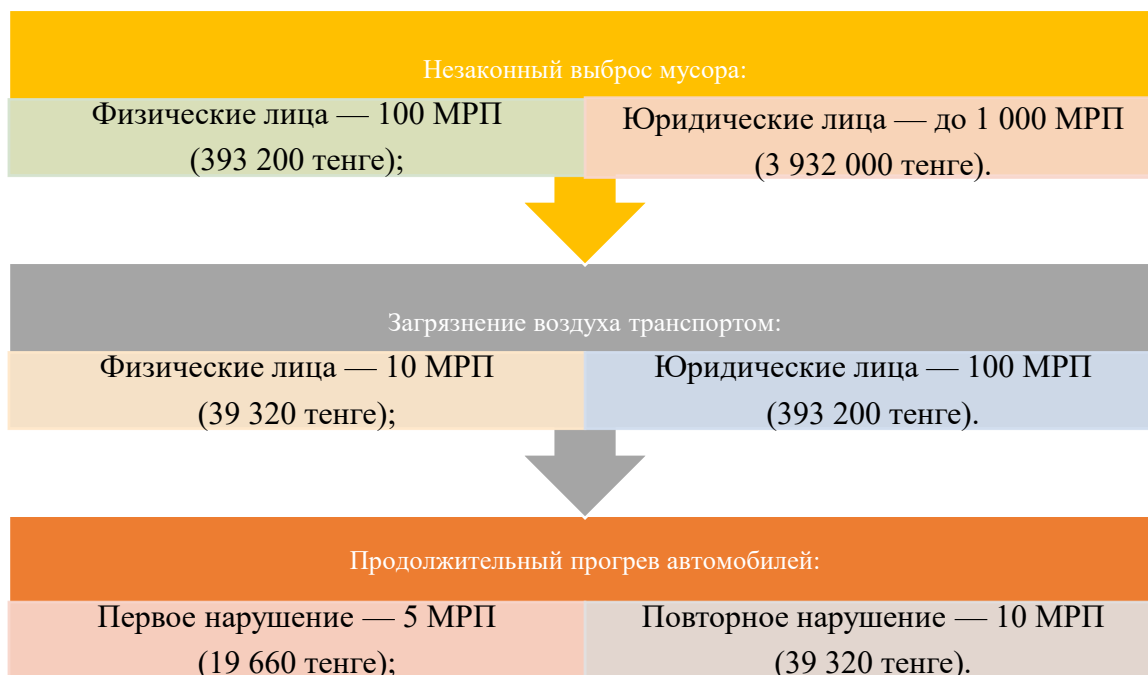 Незаконный выброс мусора:
Физические лица — 100 МРП
(393 200 тенге);
Юридические лица — до 1 000 МРП
(3 932 000 тенге).
Загрязнение воздуха транспортом:
Физические лица — 10 МРП
(39 320 тенге);
Юридические лица — 100 МРП
(393 200 тенге).
Продолжительный прогрев автомобилей:
Первое нарушение — 5 МРП
(19 660 тенге);
Повторное нарушение — 10 МРП
(39 320 тенге).